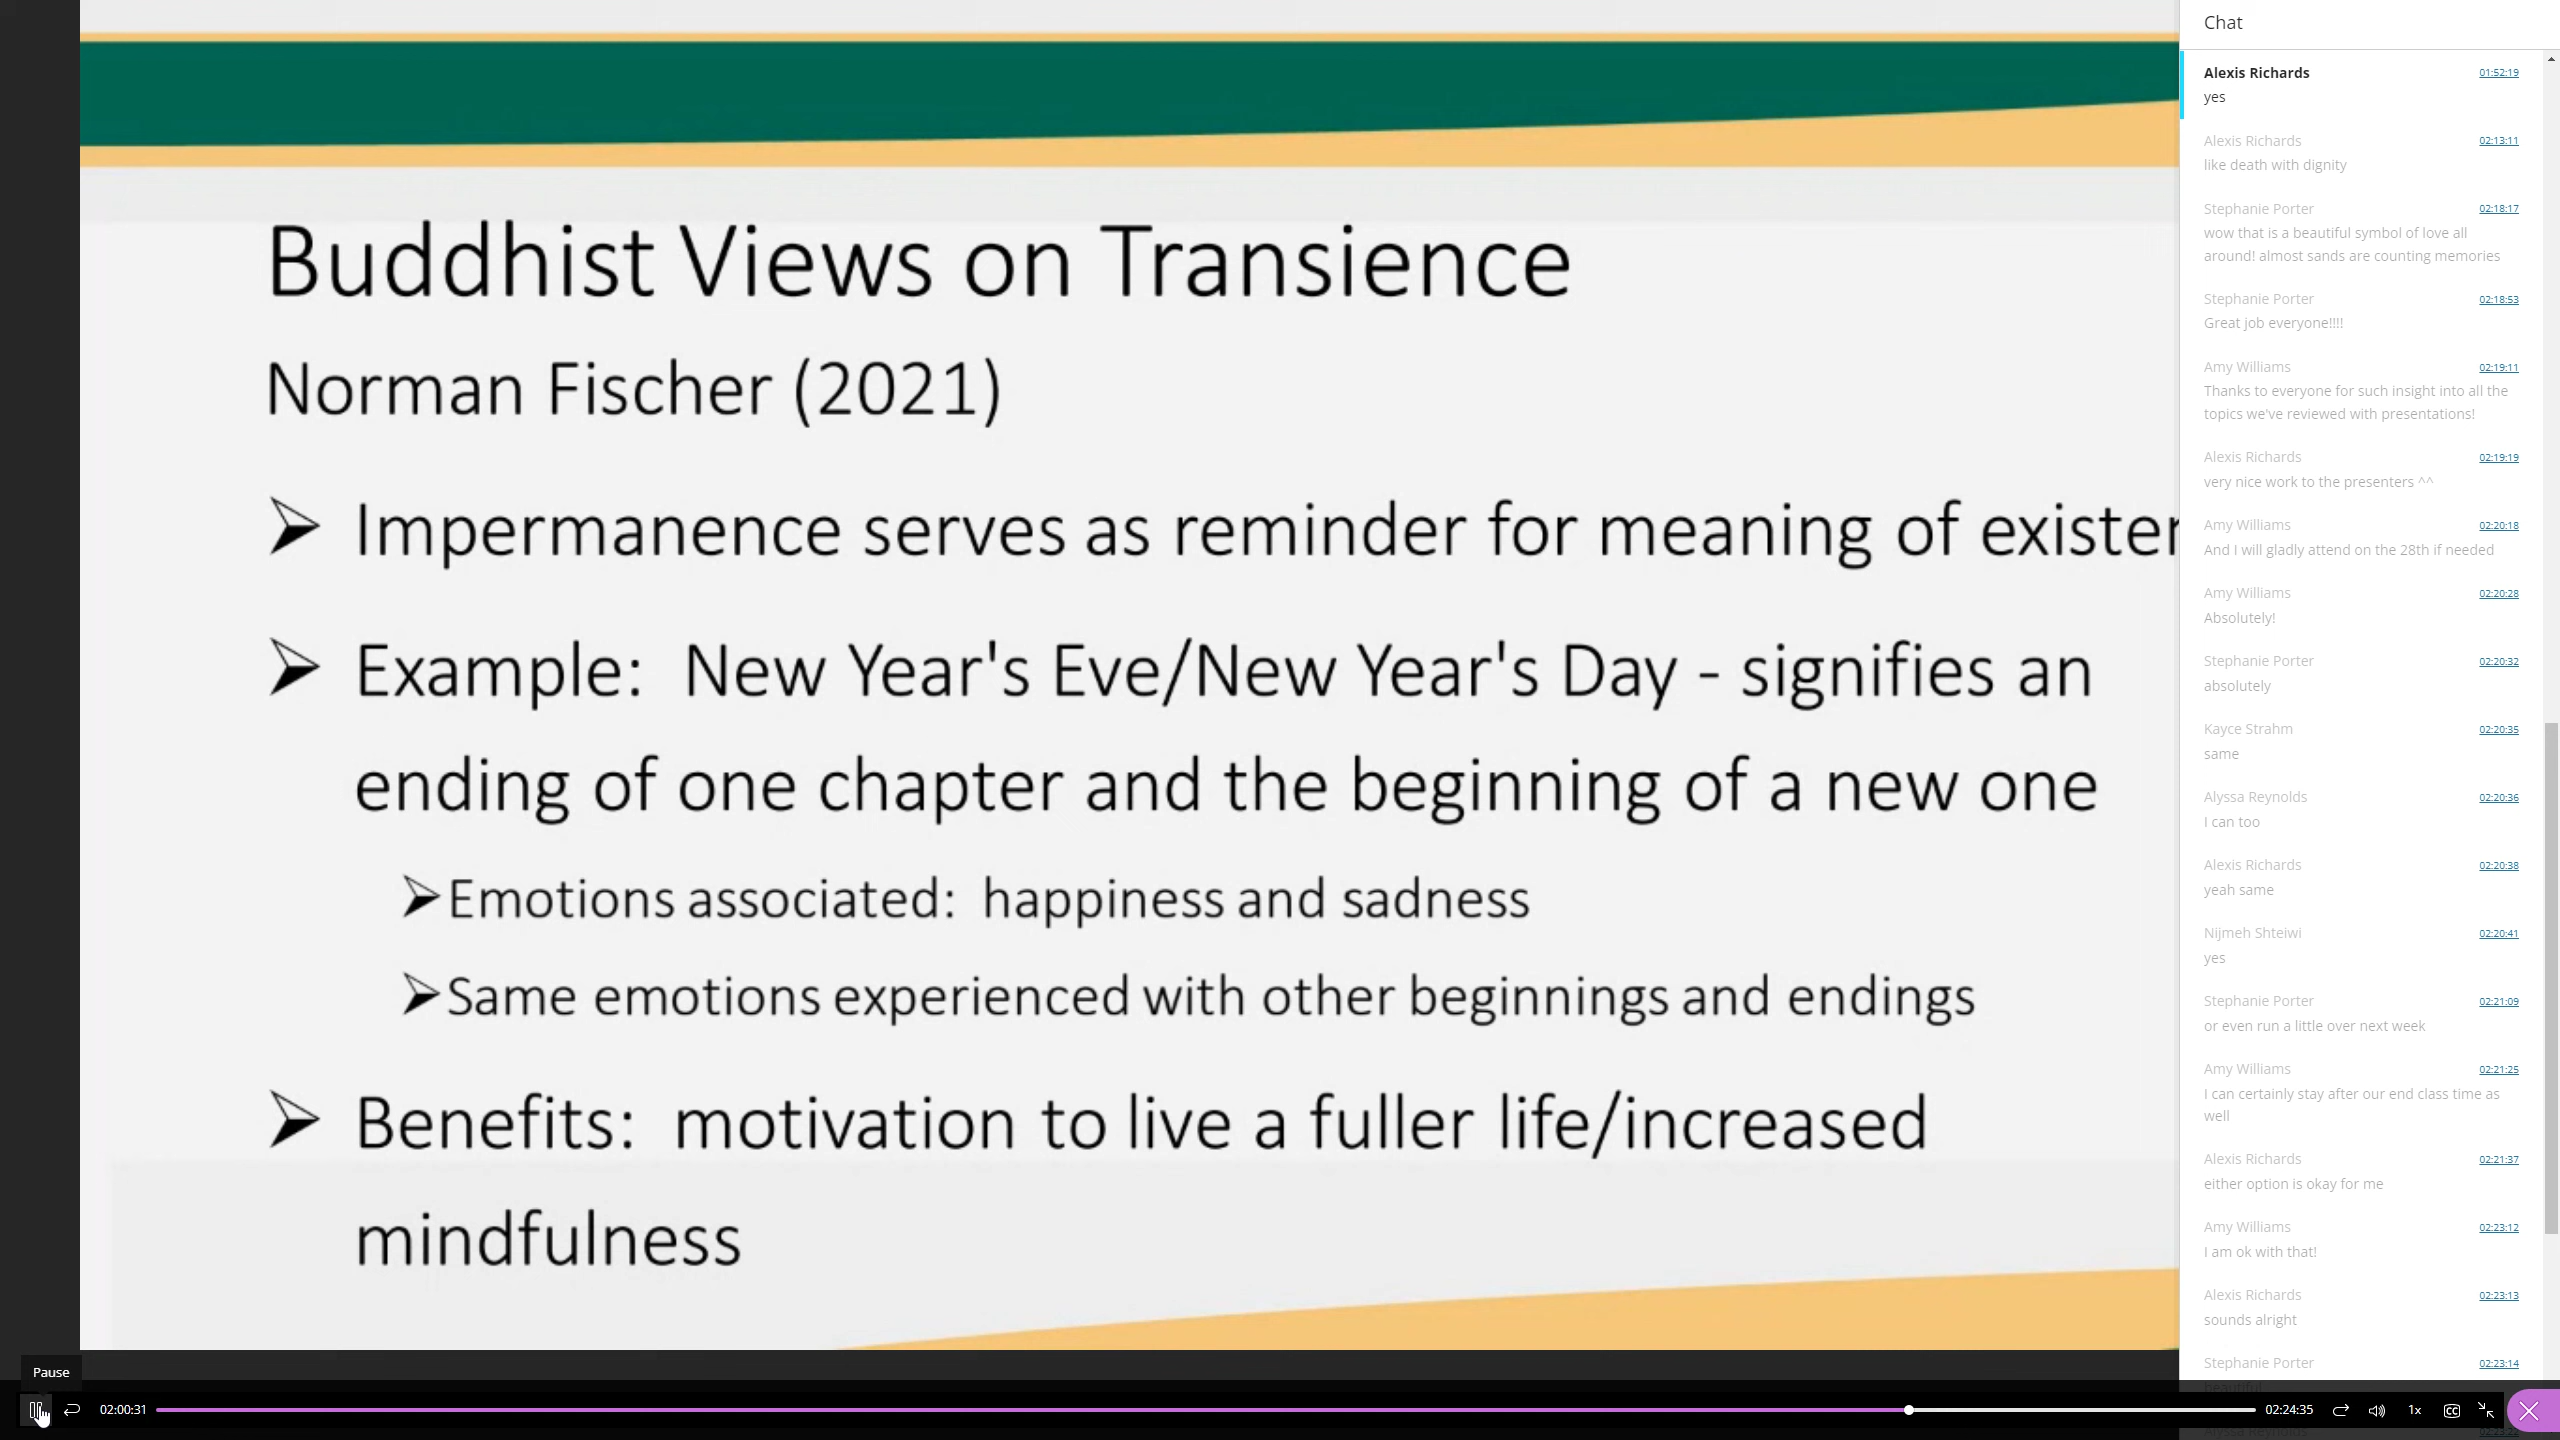 Buddhist Views on Transience
Norman Fischer (2021)
Impermanence serves as reminder for meaning of
Example: New Year's Eve/New Year's Day - signifies an
ending of one chapter and the beginning of a new one
Emotions associated: happiness and sadness
Same emotions experienced with other beginnings and endings
Benefits: motivation to live a fuller life/increased
mindfulness
Chat
Alexis Richards 01:52:19
yes
Alexis Richards 02:13:11
like death with dignity
Stephanie Porter 02:18:17
wow that is a beautiful symbol of love all
around! almost sands are counting memories
Stephanie Porter 02:18:53
Great job everyone!!!!
Amy Williams 02:19:11
Thanks to everyone for such insight into all the
topics we've reviewed with presentations!
Alexis Richards 02:19:19
very nice work to the presenters ^^
Amy Williams 02:20:18
And I will gladly attend on the 28th if needed
Amy Williams 02:20:28
Absolutely!
Stephanie Porter 02:20:32
absolutely
Kayce Strahm 02:20:35
same
Alyssa Reynolds 02:20:36
I can too
Alexis Richards 02:20:38
yeah same
Nijmeh Shteiwi 02:20:41
yes
Stephanie Porter 02:21:09
or even run a little over next week
Amy Williams 02:21:25
I can certainly stay after our end class time as
well
Alexis Richards 02:21:37
either option is okay for me
Amy Williams 02:23:12
I am ok with that!
Alexis Richards 02:23:13
sounds alright
Stephanie Porter 02:23:14
Pause
02:00:31 02:24:35 1x CC